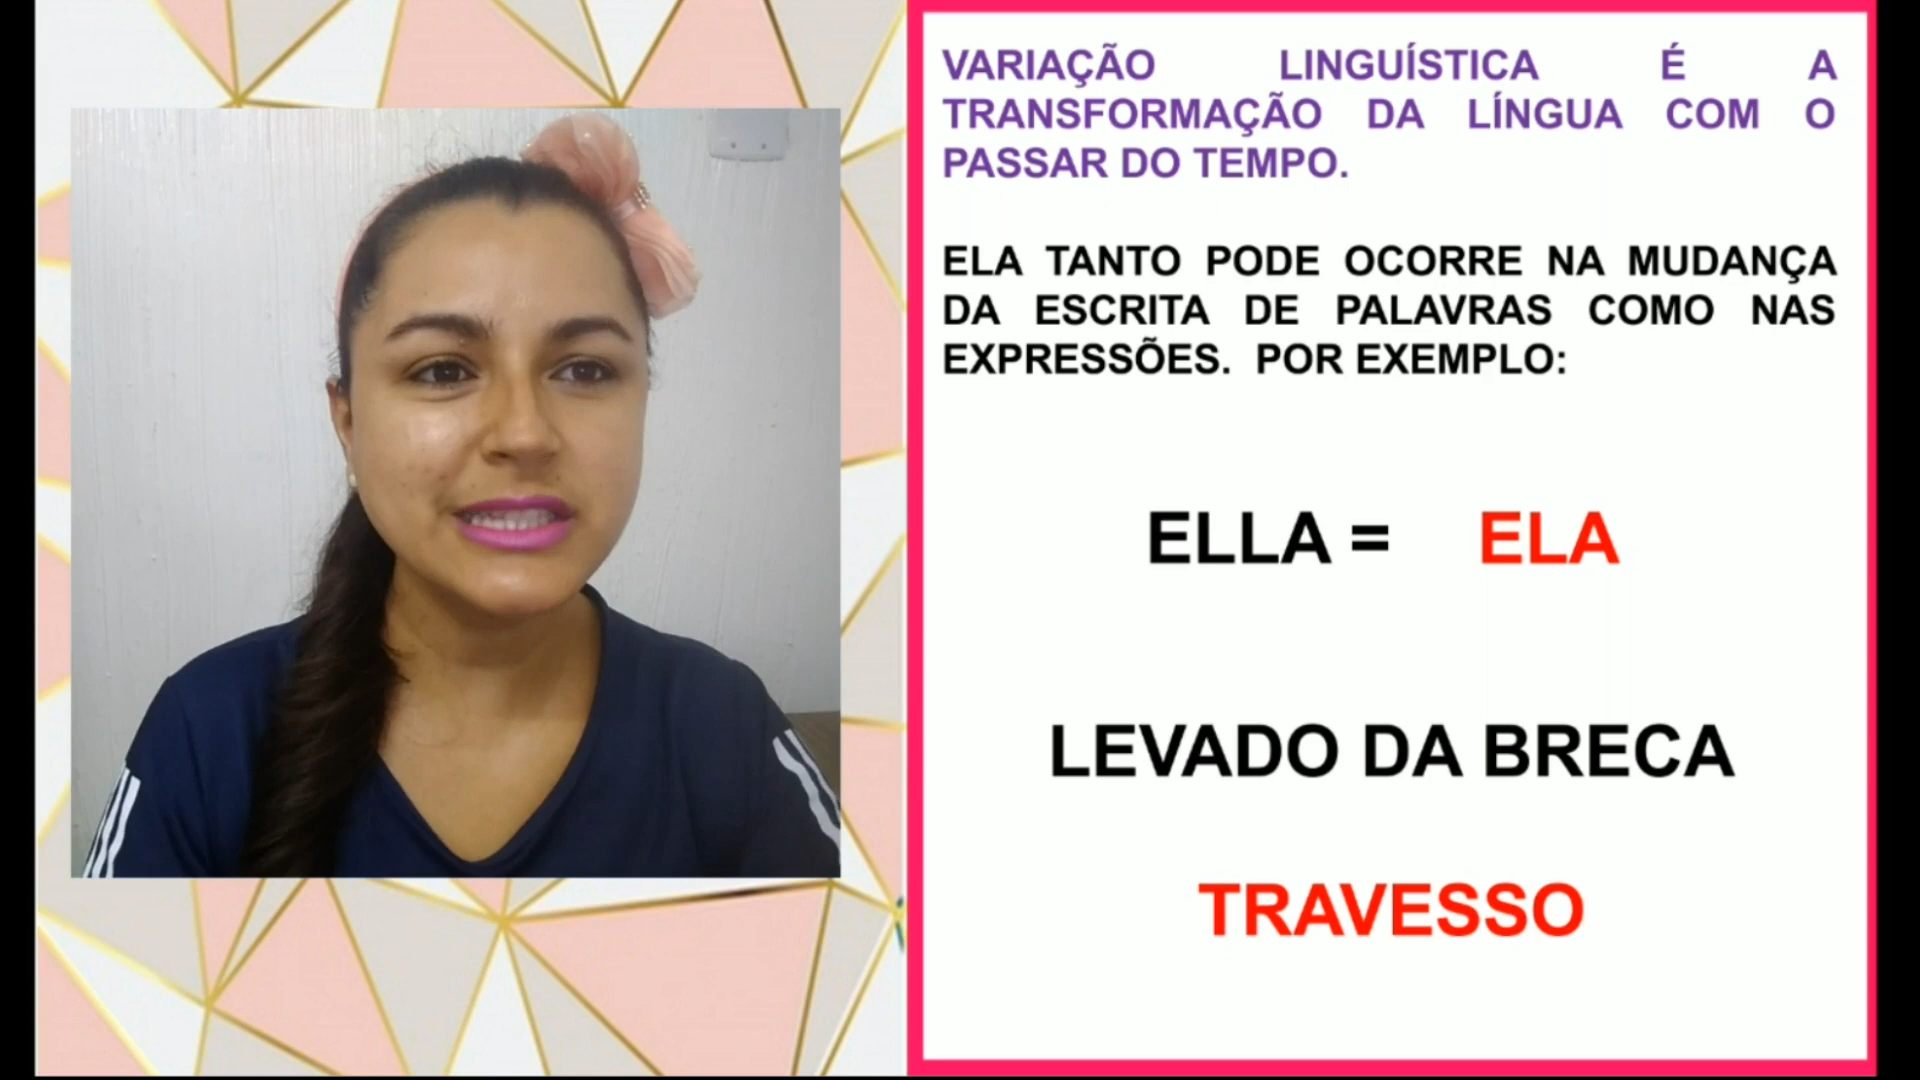 VARIAÇÃO LINGUÍSTICA É A
TRANSFORMAÇÃO DA LÍNGUA COM O
PASSAR DO TEMPO.
ELA TANTO PODE OCORRE NA MUDANÇA
DA ESCRITA DE PALAVRAS COMO NAS
EXPRESSÕES. POR EXEMPLO:
ELLA = ELA
LEVADO DA BRECA
TRAVESSO